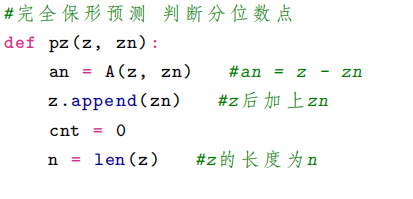 #完全保形预测 判断分位数点
def pz(z, zn):
    an = A(z, zn)   #an = z - zn
    z.append(zn)   #z后加上zn
    cnt = 0
    n = len(z)   #z的长度为n